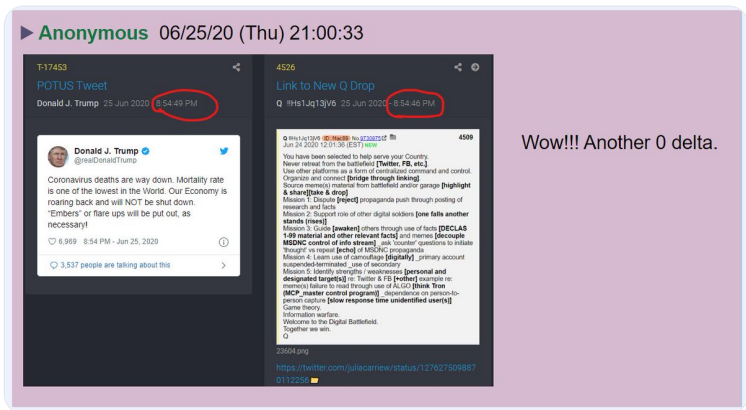 Anonymous 06/25/20 (Thu) 21:00:33
T-17453
POTUS Tweet
Donald J. Trump 25 Jun 2020 - 8:54:49 PM
Donald J. Trump
@realDonaldTrump
Coronavirus deaths are way down. Mortality rate
is one of the lowest in the World. Our Economy is
roaring back and will NOT be shut down.
“Embers” or flare ups will be put out, as
necessary!
6,969 8:54 PM - Jun 25, 2020
3,537 people are talking about this
4526
Link to New Q Drop
Q !!Hs1Jq13jV6 25 Jun 2020 - 8:54:46 PM
Q !!Hs1Jq13jV6 No.9730975 4509
Jun 24 2020 12:01:36 (EST) NEW
You have been selected to help serve your Country.
Never retreat from the battlefield [Twitter, FB, etc.].
Use other platforms as a form of centralized command and control.
Organize and connect [bridge through linking].
Source meme(s) material from battlefield and/or garage [highlight
& share][take & drop]
Mission 1: Dispute [reject] propaganda push through posting of
research and facts
Mission 2: Support role of other digital soldiers [one falls another
stands (rises)]
Mission 3: Guide [awaken] others through use of facts [DECLAS
1-99 material and other relevant facts] and memes [decouple
MSDNC control of info stream] _ask 'counter' questions to initiate
'thought' vs repeat [echo] of MSDNC propaganda
Mission 4: Learn use of camouflage [digitally] _primary account
suspended-terminated _use of secondary
Mission 5: Identify strengths / weaknesses [personal and
designated target(s)] re: Twitter & FB [+other] example re:
meme(s) failure to read through use of ALGO [think Tron
(MCP_master control program)] _dependence on person-to-
person capture [slow response time unidentified user(s)]
Game theory.
Information warfare.
Welcome to the Digital Battlefield.
Together we win.
Q
23604.png
https://twitter.com/juliacarriew/status/127627509887
0112256
Wow!!! Another 0 delta.